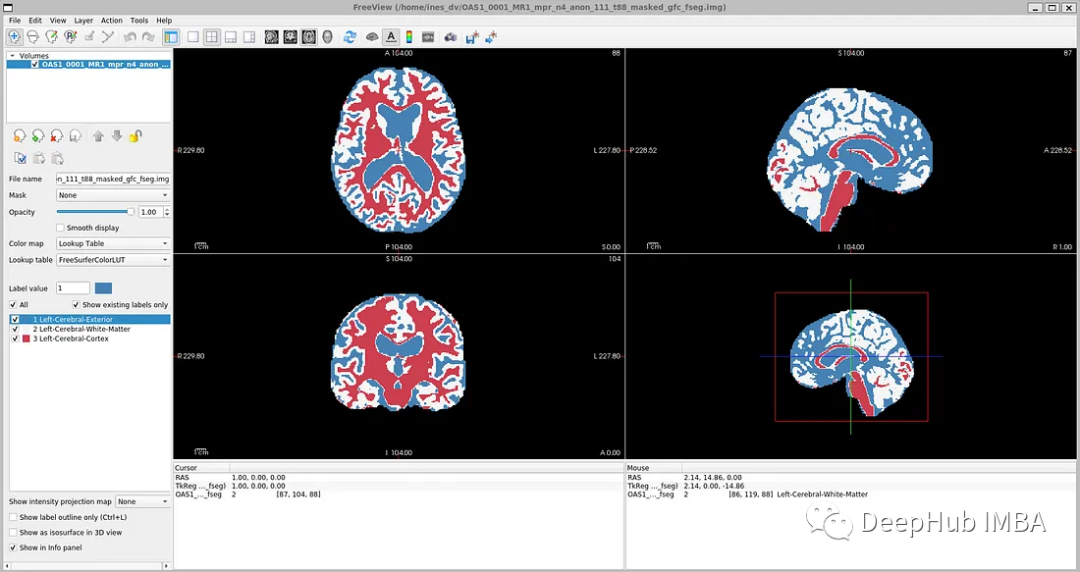 FreeView (/home/ines_dv/OAS1_0001_MR1_mpr_n4_anon_111_t88_masked_gfc_fseg.img)
File Edit View Layer Action Tools Help
A
Volumes
OAS1_0001_MR1_mpr_n4_anon_...
File name n_111_t88_masked_gfc_fseg.img
Mask None
Opacity 1.00
Smooth display
Color map Lookup Table
Lookup table FreeSurferColorLUT
Label value 1
All Show existing labels only
1 Left-Cerebral-Exterior
2 Left-Cerebral-White-Matter
3 Left-Cerebral-Cortex
Show intensity projection map None
Show label outline only (Ctrl+L)
Show as isosurface in 3D view
Show in Info panel
A 104.00 88
R 229.80 L 227.80
1 cm P 104.00 S 0.00
S 104.00 87
P 228.52 A 228.52
1 cm I 104.00 R 1.00
S 104.00 104
R 229.80 L 227.80
1 cm I 104.00 A 0.00
Cursor
RAS 1.00, 0.00, 0.00
TkReg ..._fseg) 1.00, 0.00, 0.00
OAS1_..._fseg 2 [87, 104, 88]
Mouse
RAS 2.14, 14.86, 0.00
TkReg ..._fseg) 2.14, 0.00, -14.86
OAS1_..._fseg 2 [86, 119, 88] Left-Cerebral-White-Matter
DeepHub IMBA